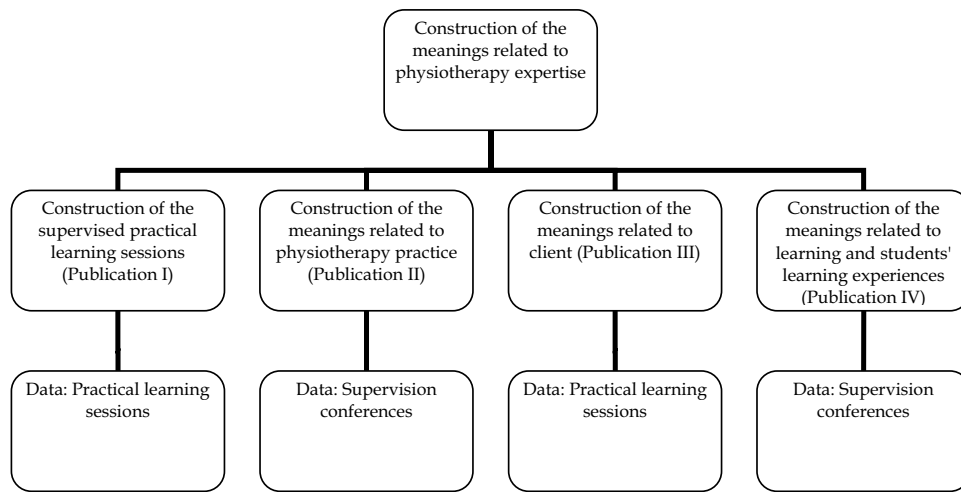 Construction of the
meanings related to
physiotherapy expertise
Construction of the
supervised practical
learning sessions
(Publication I)
Construction of the
meanings related to
physiotherapy practice
(Publication II)
Construction of the
meanings related to
client (Publication III)
Construction of the
meanings related to
learning and students'
learning experiences
(Publication IV)
Data: Practical learning
sessions
Data: Supervision
conferences
Data: Practical learning
sessions
Data: Supervision
conferences